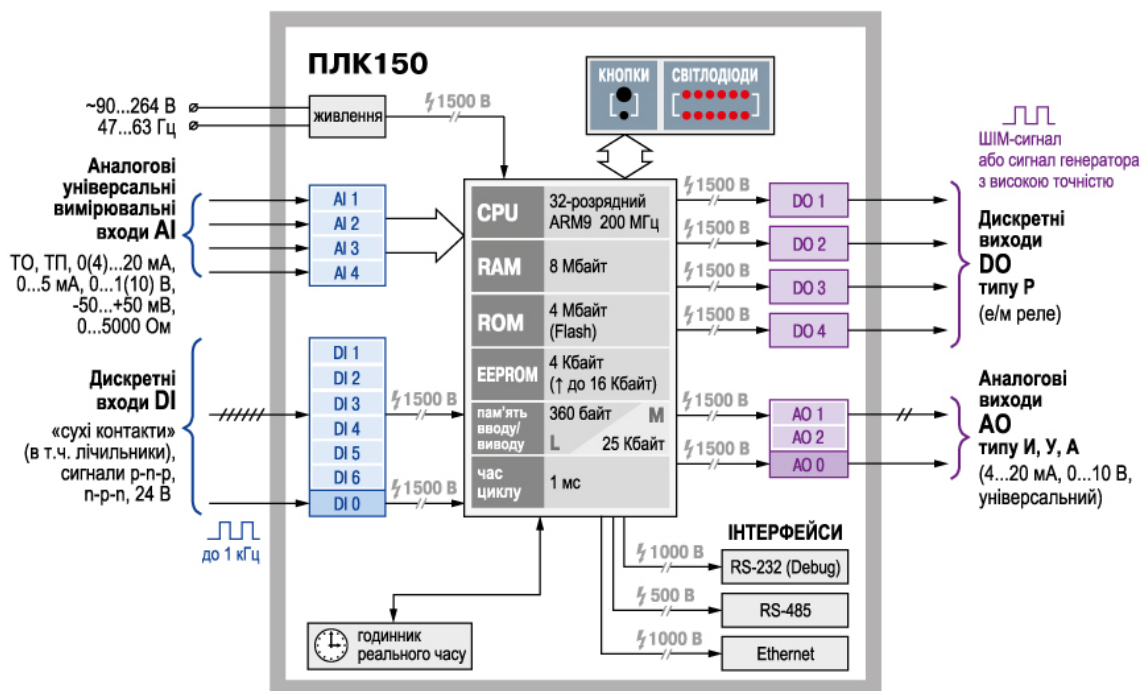 ПЛК150
КНОПКИ
СВІТЛОДІОДИ
~90...264 В
47...63 Гц
живлення
1500 В
Аналогові
універсальні
вимірювальні
входи AI
ТО, ТП, 0(4)...20 мА,
0...5 мА, 0...1(10) В,
-50...+50 мВ,
0...5000 Ом
AI 1
AI 2
AI 3
AI 4
Дискретні
входи DI
«сухі контакти»
(в т.ч. лічильники),
сигнали p-n-p,
n-p-n, 24 В
до 1 кГц
DI 1
DI 2
DI 3
DI 4
DI 5
DI 6
DI 0
1500 В
1500 В
CPU
32-розрядний
ARM9 200 МГц
RAM
8 Мбайт
ROM
4 Мбайт
(Flash)
EEPROM
4 Кбайт
(↑ до 16 Кбайт)
пам'ять
вводу/
виводу
360 байт
M
L
25 Кбайт
час
циклу
1 мс
1500 В
1500 В
1500 В
1500 В
1500 В
1500 В
DO 1
DO 2
DO 3
DO 4
AO 1
AO 2
AO 0
ШІМ-сигнал
або сигнал генератора
з високою точністю
Дискретні
виходи
DO
типу Р
(е/м реле)
Аналогові
виходи
AO
типу И, У, А
(4...20 мА, 0...10 В,
універсальний)
ІНТЕРФЕЙСИ
1000 В
RS-232 (Debug)
500 В
RS-485
1000 В
Ethernet
годинник
реального часу